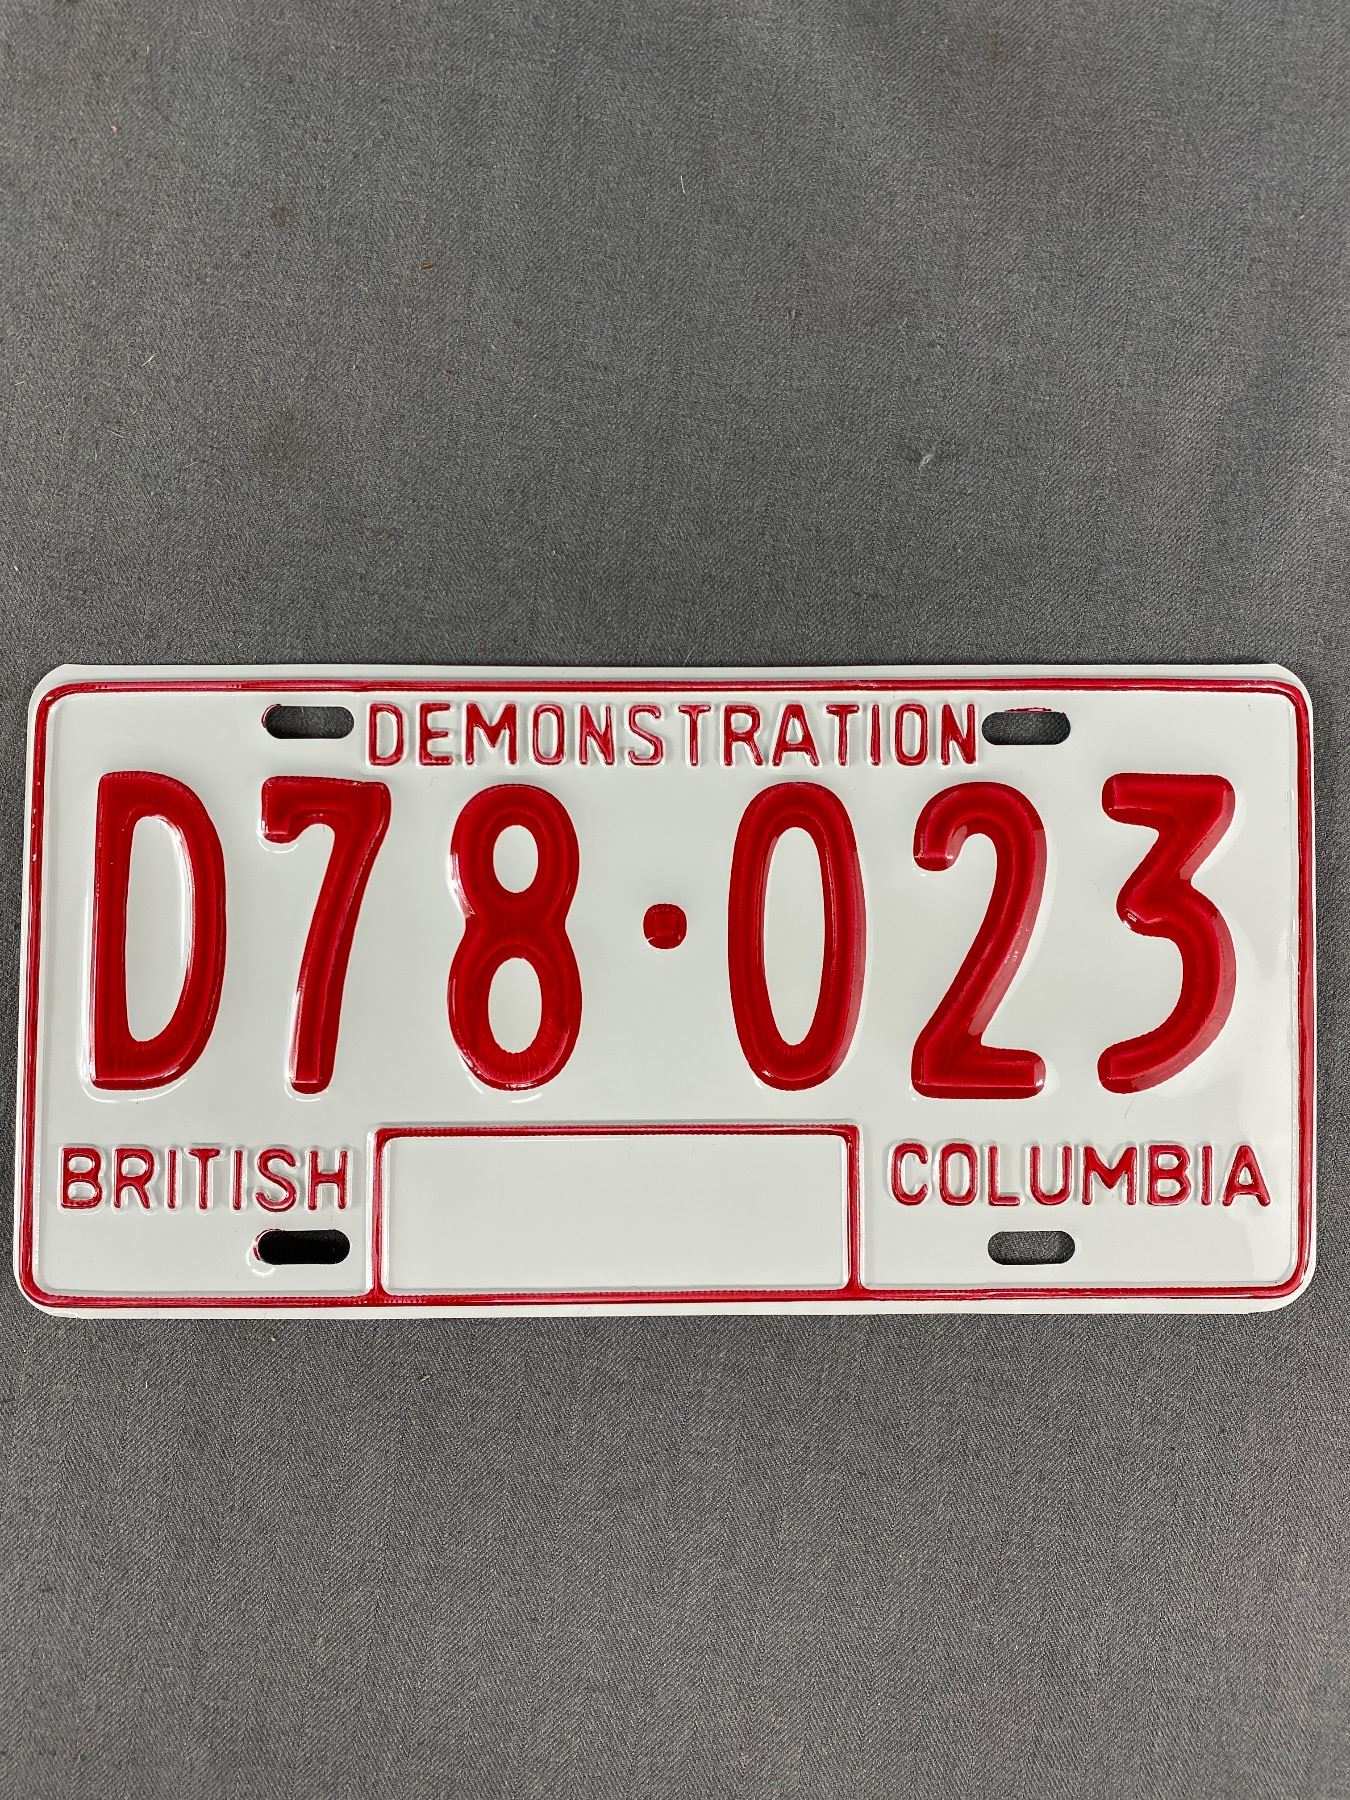 DEMONSTRATION
D78·023
BRITISH COLUMBIA